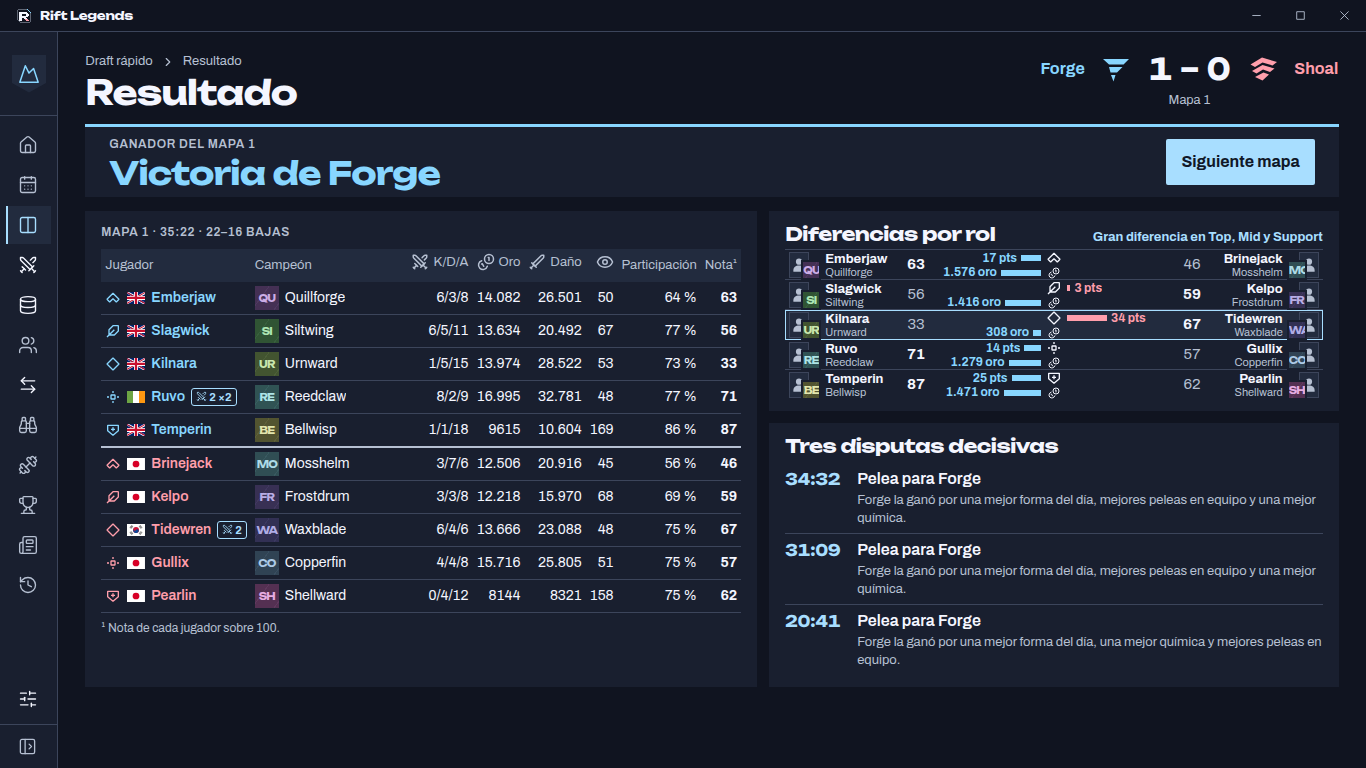 Rift Legends
Draft rápido > Resultado
Resultado
Forge 1 – 0 Shoal
Mapa 1
GANADOR DEL MAPA 1
Victoria de Forge
Siguiente mapa
MAPA 1 · 35:22 · 22–16 BAJAS
Jugador Campeón K/D/A Oro Daño Participación Nota¹
Emberjaw QU Quillforge 6/3/8 14.082 26.501 50 64 % 63
Slagwick SI Siltwing 6/5/11 13.634 20.492 67 77 % 56
Kilnara UR Urnward 1/5/15 13.974 28.522 53 73 % 33
Ruvo 2 ×2 RE Reedclaw 8/2/9 16.995 32.781 48 77 % 71
Temperin BE Bellwisp 1/1/18 9615 10.604 169 86 % 87
Brinejack MO Mosshelm 3/7/6 12.506 20.916 45 56 % 46
Kelpo FR Frostdrum 3/3/8 12.218 15.970 68 69 % 59
Tidewren 2 WA Waxblade 6/4/6 13.666 23.088 48 75 % 67
Gullix CO Copperfin 4/4/8 15.716 25.805 51 75 % 57
Pearlin SH Shellward 0/4/12 8144 8321 158 75 % 62
¹ Nota de cada jugador sobre 100.
Diferencias por rol Gran diferencia en Top, Mid y Support
QU Emberjaw 63 17 pts 46 Brinejack MO
Quillforge 1.576 oro Mosshelm
SI Slagwick 56 3 pts 59 Kelpo FR
Siltwing 1.416 oro Frostdrum
UR Kilnara 33 34 pts 67 Tidewren WA
Urnward 308 oro Waxblade
RE Ruvo 71 14 pts 57 Gullix CO
Reedclaw 1.279 oro Copperfin
BE Temperin 87 25 pts 62 Pearlin SH
Bellwisp 1.471 oro Shellward
Tres disputas decisivas
34:32 Pelea para Forge
Forge la ganó por una mejor forma del día, mejores peleas en equipo y una mejor
química.
31:09 Pelea para Forge
Forge la ganó por una mejor forma del día, mejores peleas en equipo y una mejor
química.
20:41 Pelea para Forge
Forge la ganó por una mejor forma del día, una mejor química y mejores peleas en
equipo.